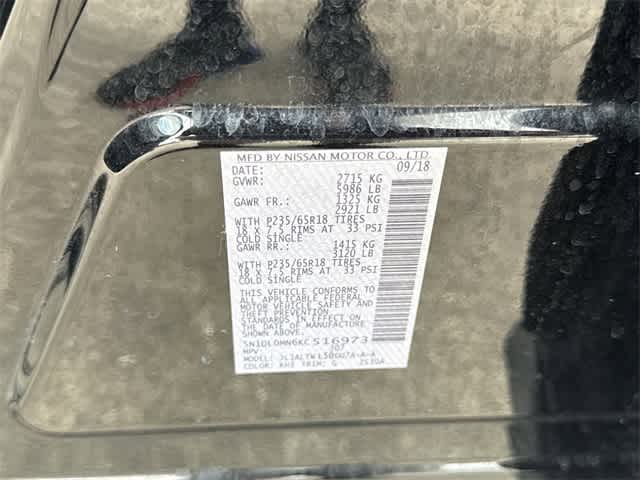 MFD BY NISSAN MOTOR CO., LTD.
DATE: 09/18
GVWR: 2715 KG
5986 LB
GAWR FR.: 1325 KG
2921 LB
WITH P235/65R18 TIRES
18 X 7.5 RIMS AT 33 PSI
COLD SINGLE
GAWR RR.: 1415 KG
3120 LB
WITH P235/65R18 TIRES
18 X 7.5 RIMS AT 33 PSI
COLD SINGLE
THIS VEHICLE CONFORMS TO
ALL APPLICABLE FEDERAL
MOTOR VEHICLE SAFETY AND
THEFT PREVENTION
STANDARDS IN EFFECT ON
THE DATE OF MANUFACTURE
SHOWN ABOVE.
5N1DL0MN6KC516973
MPV
MODEL:
COLOR: KH3 TRIM: G